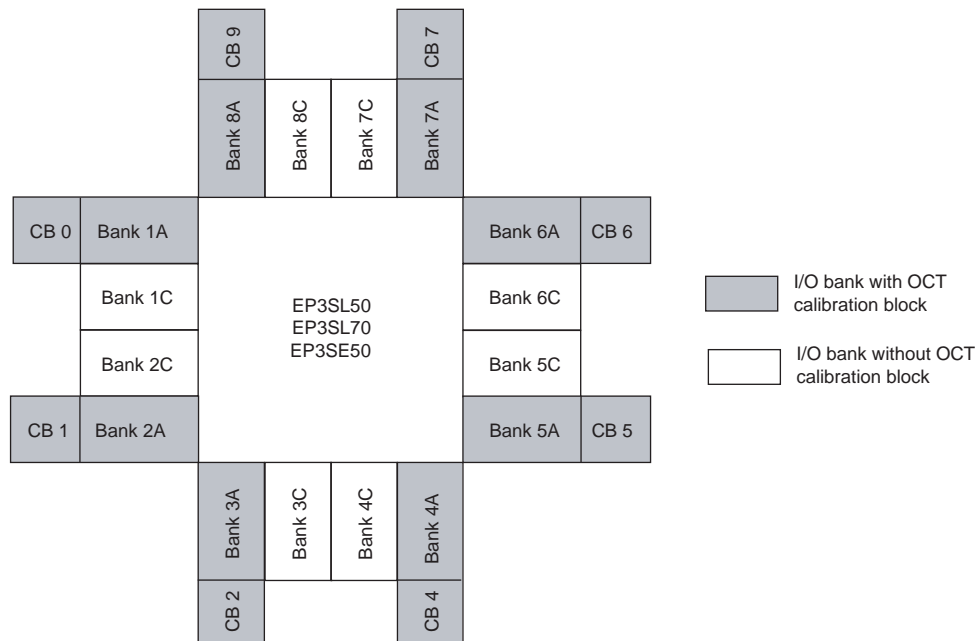 CB 9
CB 7
Bank 8A
Bank 8C
Bank 7C
Bank 7A
CB 0
Bank 1A
Bank 6A
CB 6
Bank 1C
Bank 6C
EP3SL50
EP3SL70
EP3SE50
I/O bank with OCT
calibration block
Bank 2C
Bank 5C
I/O bank without OCT
calibration block
CB 1
Bank 2A
Bank 5A
CB 5
Bank 3A
Bank 3C
Bank 4C
Bank 4A
CB 2
CB 4